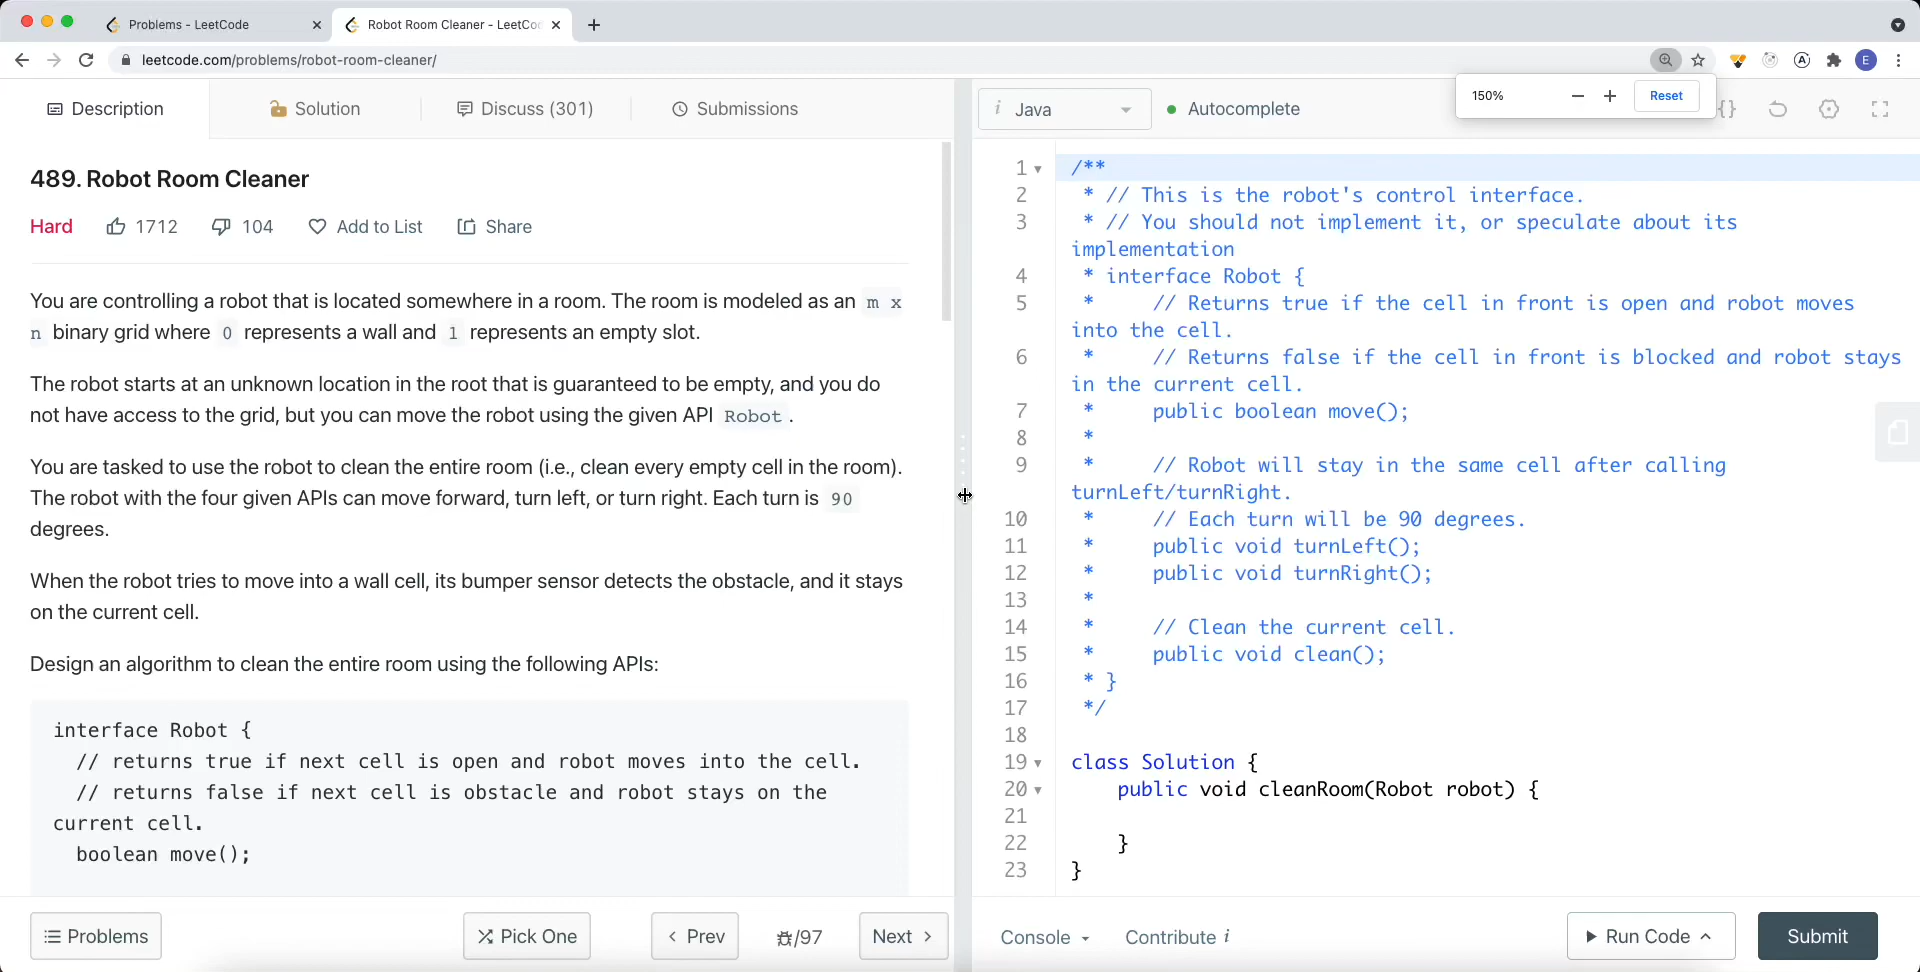 Problems - LeetCode
Robot Room Cleaner - LeetCo
leetcode.com/problems/robot-room-cleaner/
E
150%
Reset
Description
Solution
Discuss (301)
Submissions
i Java
Autocomplete
{}
489. Robot Room Cleaner
Hard
1712
104
Add to List
Share
You are controlling a robot that is located somewhere in a room. The room is modeled as an m x
n binary grid where 0 represents a wall and 1 represents an empty slot.
The robot starts at an unknown location in the root that is guaranteed to be empty, and you do
not have access to the grid, but you can move the robot using the given API Robot.
You are tasked to use the robot to clean the entire room (i.e., clean every empty cell in the room).
The robot with the four given APIs can move forward, turn left, or turn right. Each turn is 90
degrees.
When the robot tries to move into a wall cell, its bumper sensor detects the obstacle, and it stays
on the current cell.
Design an algorithm to clean the entire room using the following APIs:
interface Robot {
// returns true if next cell is open and robot moves into the cell.
// returns false if next cell is obstacle and robot stays on the
current cell.
boolean move();
Problems
Pick One
Prev
/97
Next
1 /**
2 * // This is the robot's control interface.
3 * // You should not implement it, or speculate about its
implementation
4 * interface Robot {
5 * // Returns true if the cell in front is open and robot moves
into the cell.
6 * // Returns false if the cell in front is blocked and robot stays
in the current cell.
7 * public boolean move();
8 *
9 * // Robot will stay in the same cell after calling
turnLeft/turnRight.
10 * // Each turn will be 90 degrees.
11 * public void turnLeft();
12 * public void turnRight();
13 *
14 * // Clean the current cell.
15 * public void clean();
16 * }
17 */
18
19 class Solution {
20 public void cleanRoom(Robot robot) {
21
22 }
23 }
Console
Contribute i
Run Code
Submit